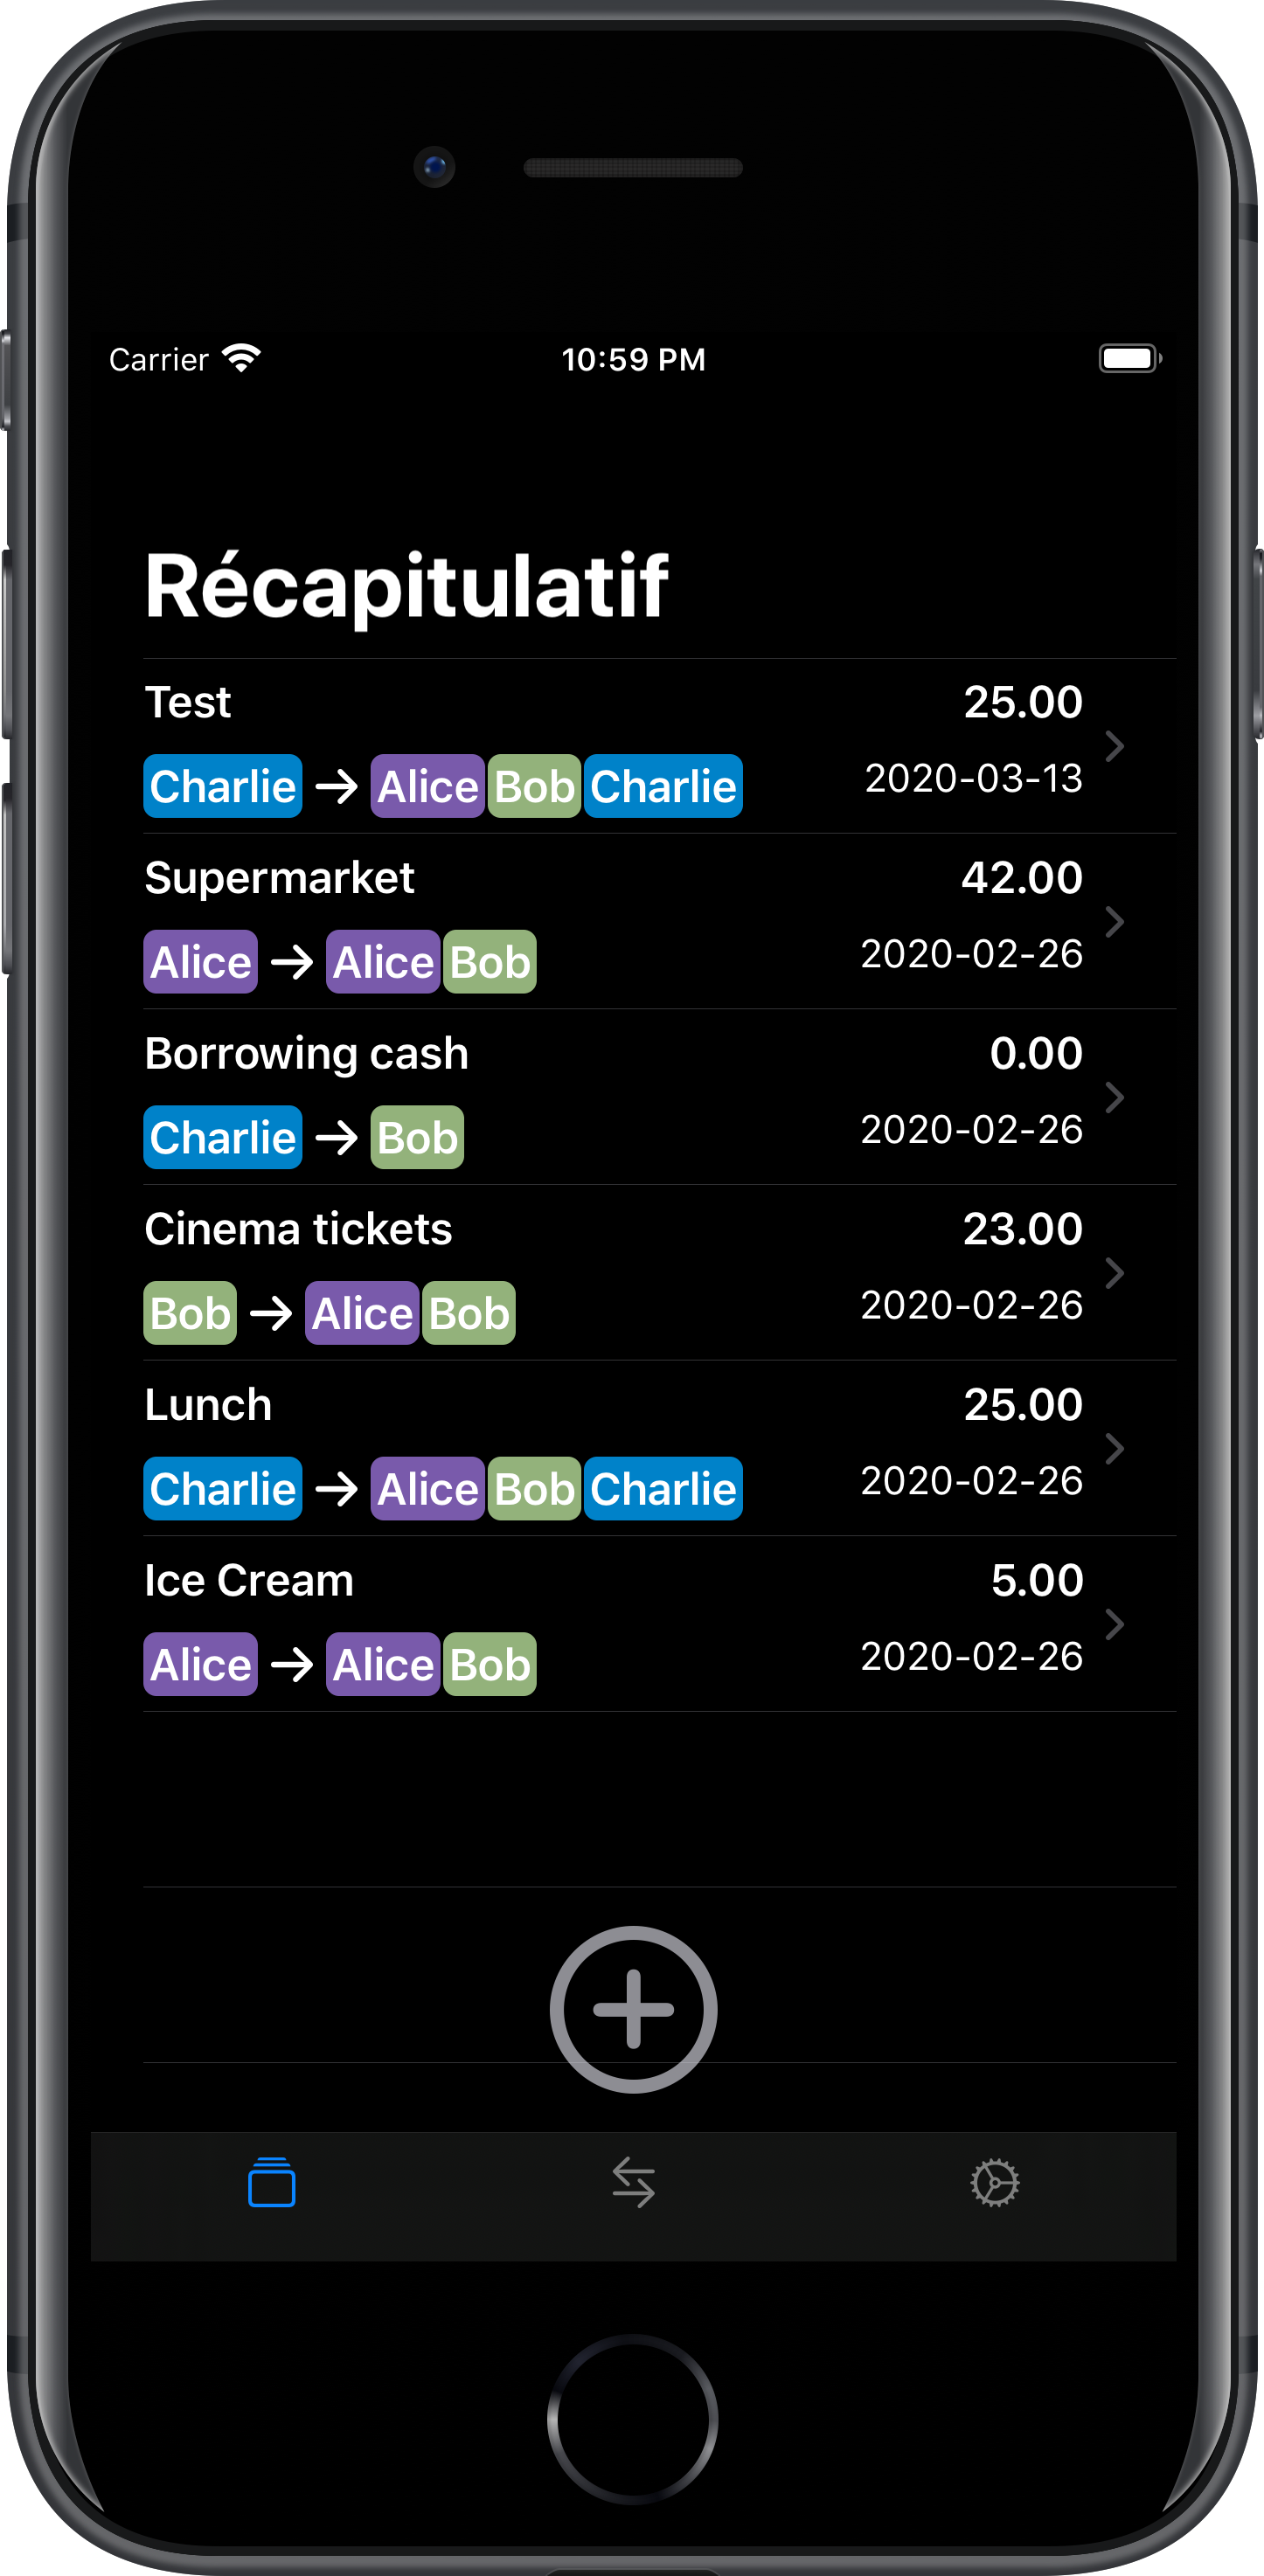 Carrier 10:59 PM
Récapitulatif
Test 25.00
Charlie → Alice Bob Charlie 2020-03-13
Supermarket 42.00
Alice → Alice Bob 2020-02-26
Borrowing cash 0.00
Charlie → Bob 2020-02-26
Cinema tickets 23.00
Bob → Alice Bob 2020-02-26
Lunch 25.00
Charlie → Alice Bob Charlie 2020-02-26
Ice Cream 5.00
Alice → Alice Bob 2020-02-26